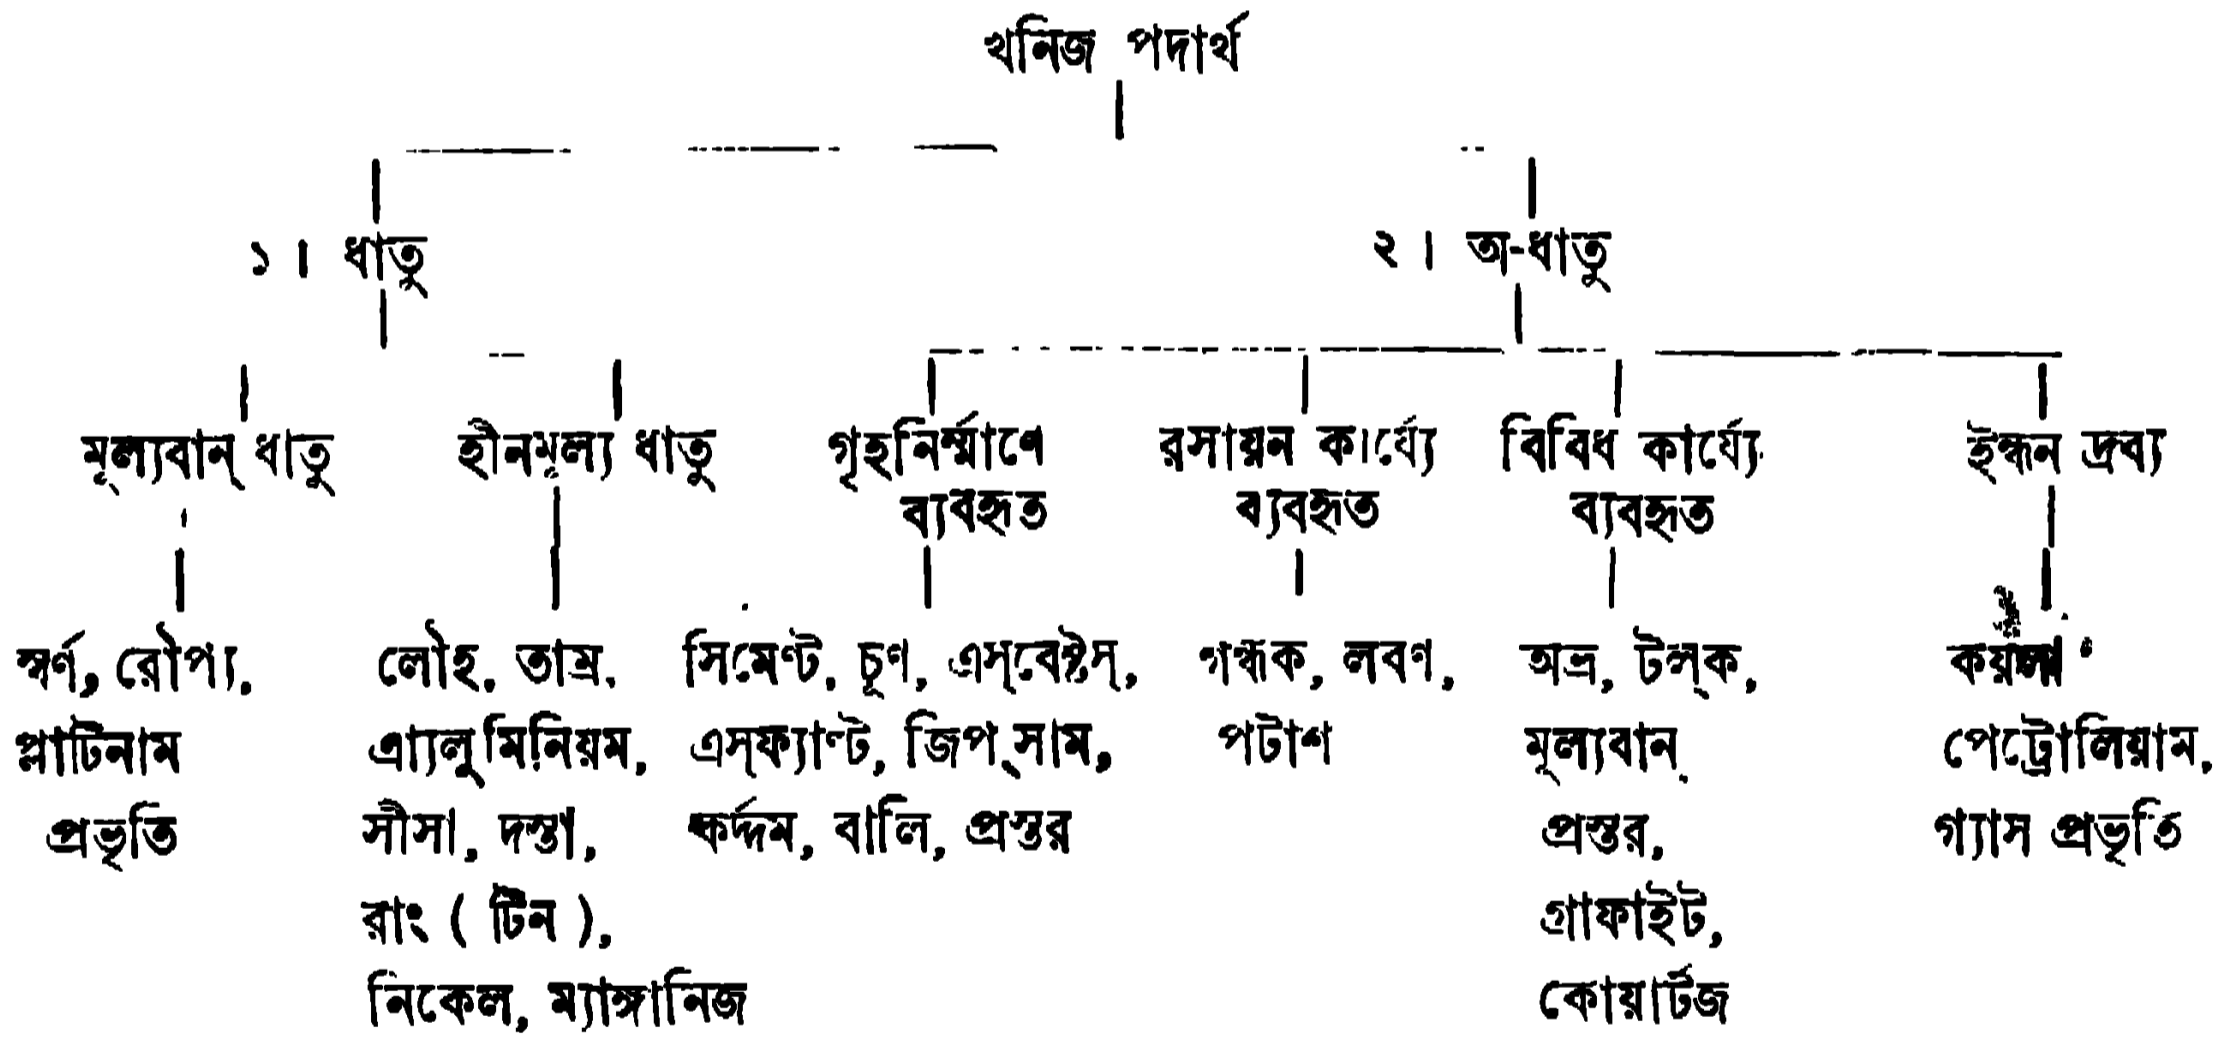 খনিজ পদার্থ
১। ধাতু
২। অ-ধাতু
মূল্যবান্ ধাতু
হীনমূল্য ধাতু
গৃহনির্ম্মাণে
ব্যবহৃত
রসায়ন কার্য্যে
ব্যবহৃত
বিবিধ কার্য্যে
ব্যবহৃত
ইন্ধন দ্রব্য
স্বর্ণ, রৌপ্য,
প্লাটিনাম
প্রভৃতি
লৌহ, তাম্র,
এ্যালুমিনিয়ম,
সীসা, দস্তা,
রাং ( টিন ),
নিকেল, ম্যাঙ্গানিজ
সিমেণ্ট, চূণ, এস্‌বেষ্টস্,
এস্‌ফ্যাণ্ট, জিপ্‌সাম,
কর্দ্দম, বালি, প্রস্তর
গন্ধক, লবণ,
পটাশ
অভ্র, টল্‌ক,
মূল্যবান্
প্রস্তর,
গ্রাফাইট,
কোয়ার্টজ
কয়লা
পেট্রোলিয়াম,
গ্যাস প্রভৃতি